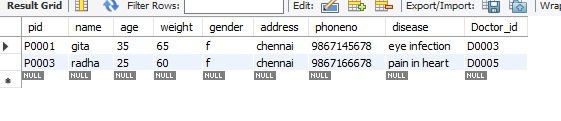 Result Grid Filter Rows: Edit: Export/Import: Wrap
pid name age weight gender address phoneno disease Doctor_id
P0001 gita 35 65 f chennai 9867145678 eye infection D0003
P0003 radha 25 60 f chennai 9867166678 pain in heart D0005
NULL NULL NULL NULL NULL NULL NULL NULL NULL